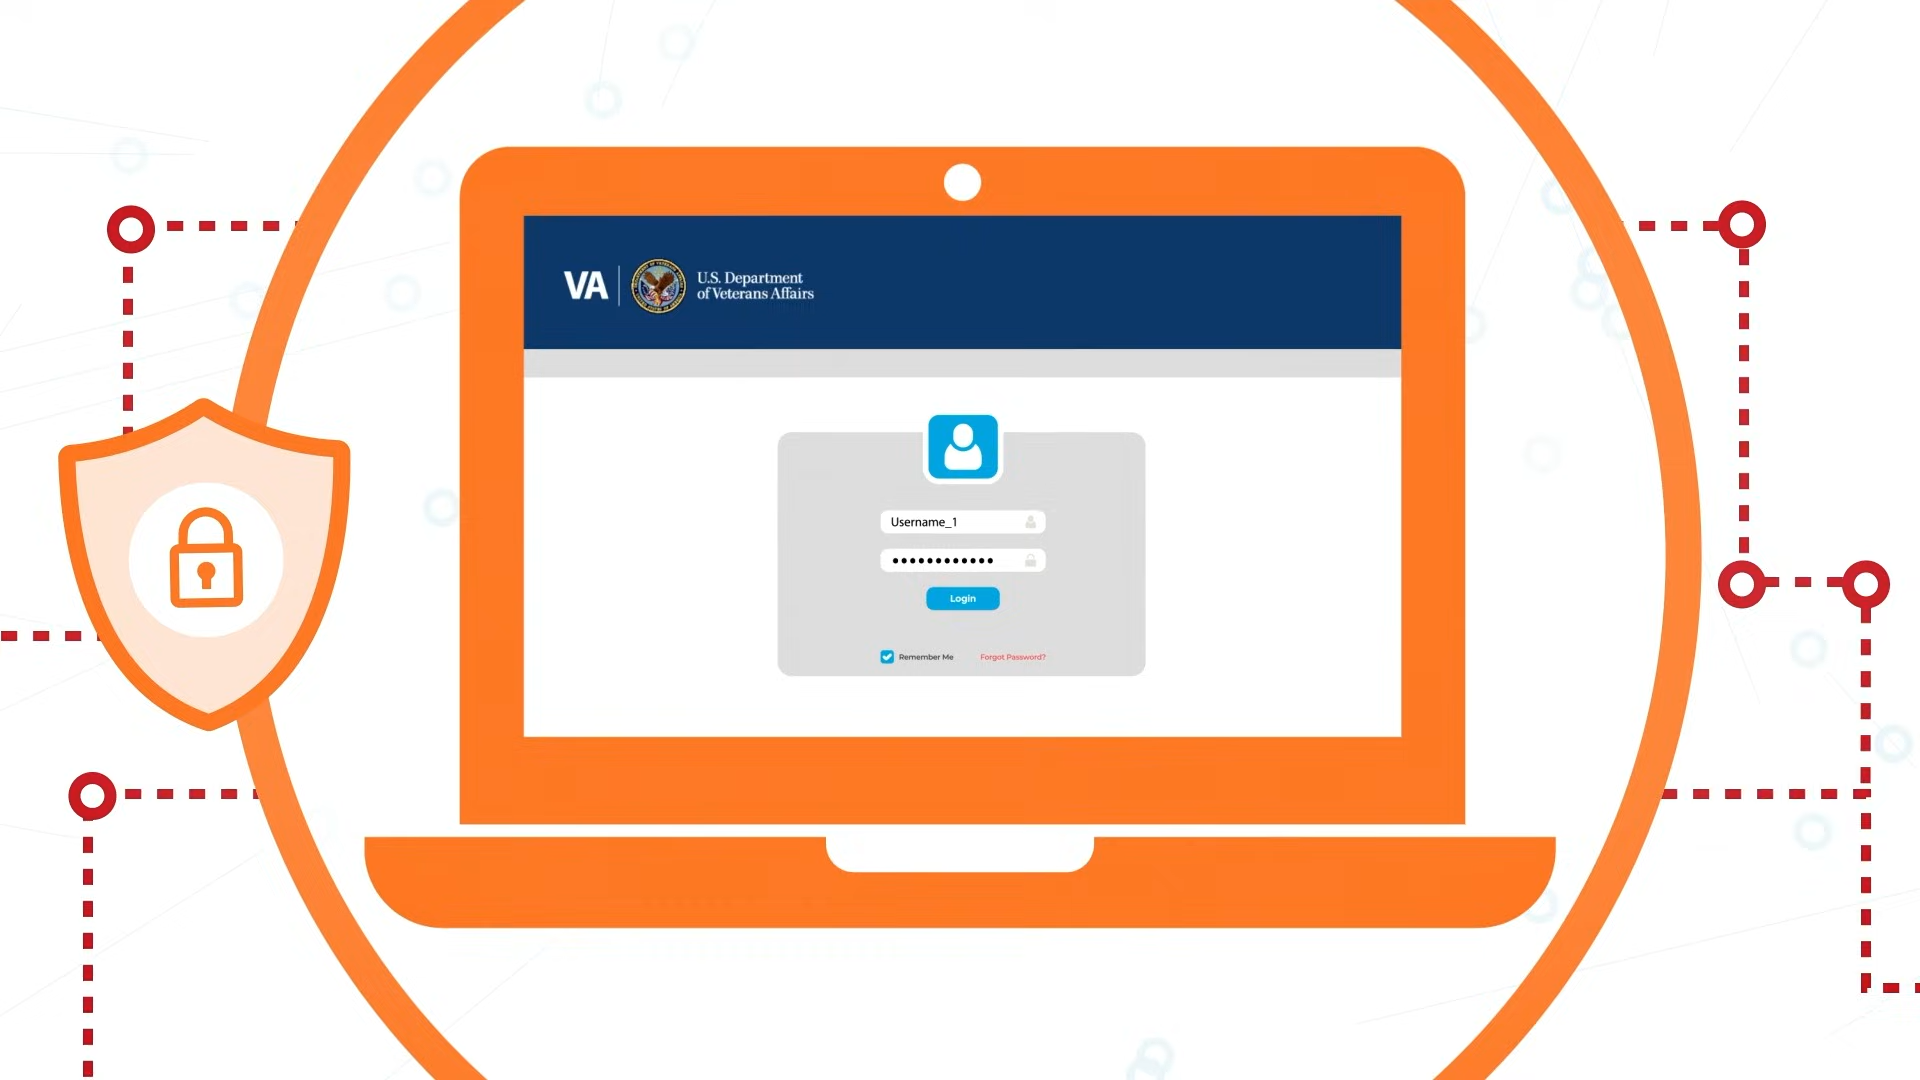 VA
U.S. Department
of Veterans Affairs
Username_1
Login
Remember Me
Forgot Password?